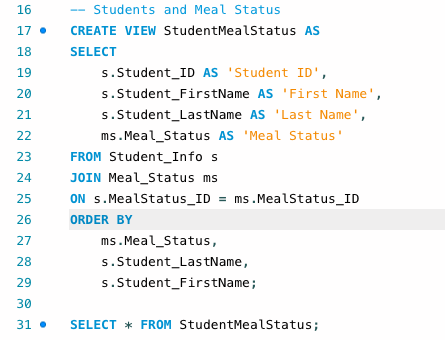 16 -- Students and Meal Status
17 CREATE VIEW StudentMealStatus AS
18 SELECT
19 s.Student_ID AS 'Student ID',
20 s.Student_FirstName AS 'First Name',
21 s.Student_LastName AS 'Last Name',
22 ms.Meal_Status AS 'Meal Status'
23 FROM Student_Info s
24 JOIN Meal_Status ms
25 ON s.MealStatus_ID = ms.MealStatus_ID
26 ORDER BY
27 ms.Meal_Status,
28 s.Student_LastName,
29 s.Student_FirstName;
30
31 SELECT * FROM StudentMealStatus;